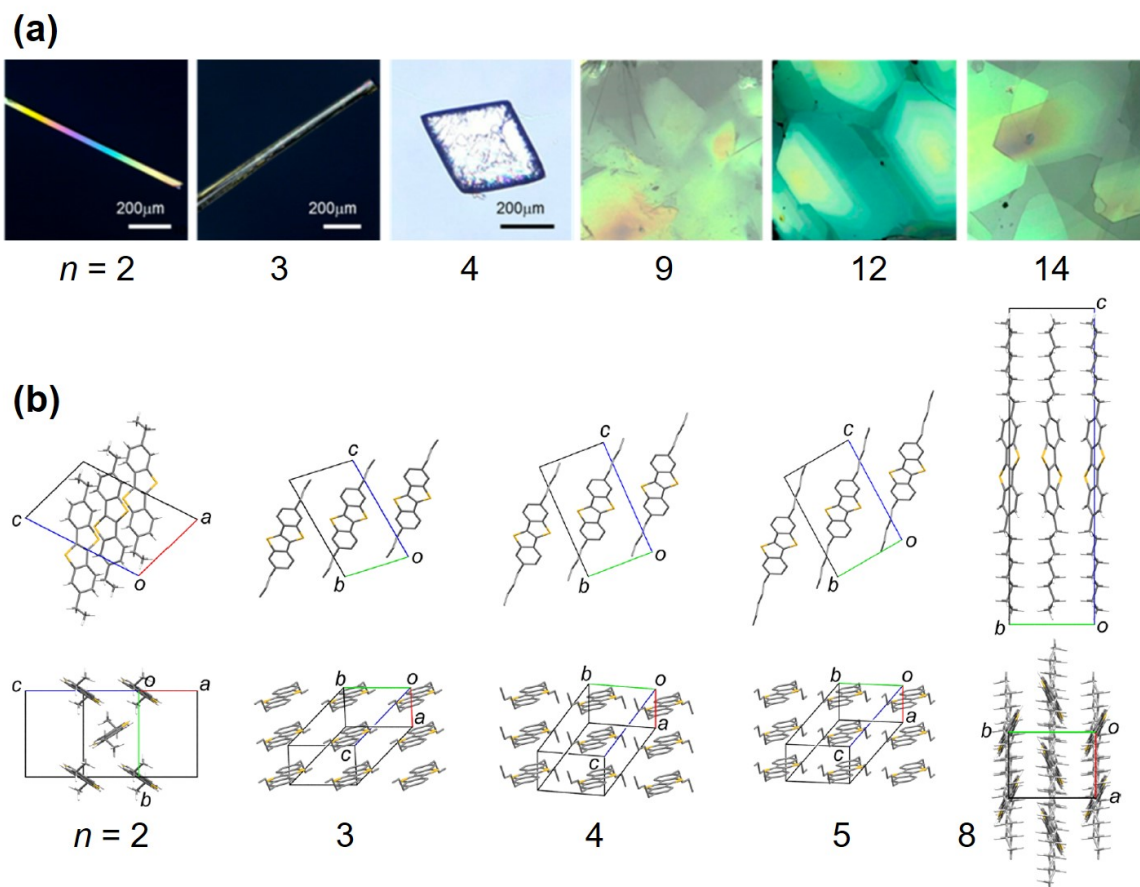 (a)
200μm 200μm 200μm
n = 2 3 4 9 12 14
(b)
c a o
c o b
c o b
c o b
c b o
c o a b
b o a c
b o a c
b o a c
b o a
n = 2 3 4 5 8